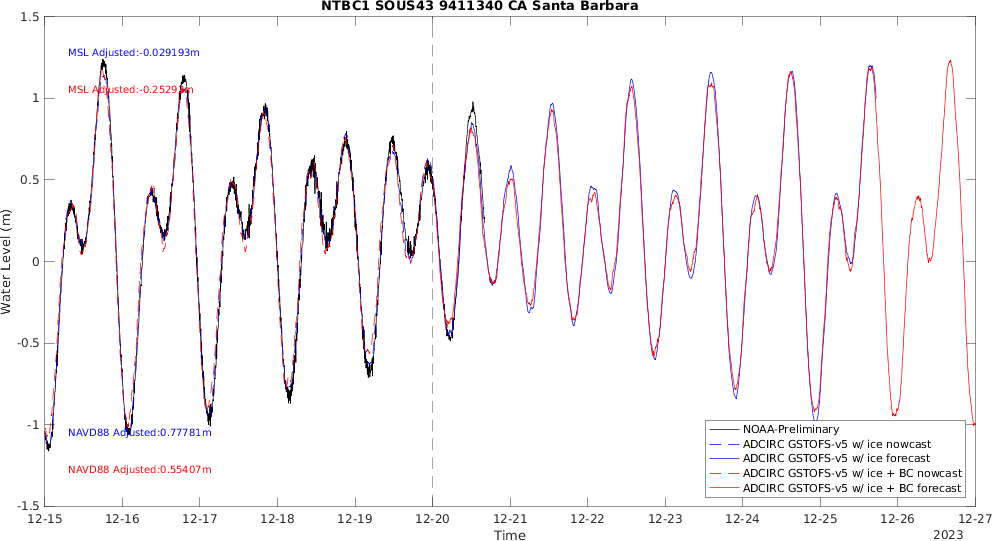 NTBC1 SOUS43 9411340 CA Santa Barbara
1.5
1
0.5
0
-0.5
-1
-1.5
Water Level (m)
MSL Adjusted:-0.029193m
MSL Adjusted:-0.2529 m
NAVD88 Adjusted:0.77781m
NAVD88 Adjusted:0.55407m
NOAA-Preliminary
ADCIRC GSTOFS-v5 w/ ice nowcast
ADCIRC GSTOFS-v5 w/ ice forecast
ADCIRC GSTOFS-v5 w/ ice + BC nowcast
ADCIRC GSTOFS-v5 w/ ice + BC forecast
12-15 12-16 12-17 12-18 12-19 12-20 12-21 12-22 12-23 12-24 12-25 12-26 12-27
Time
2023